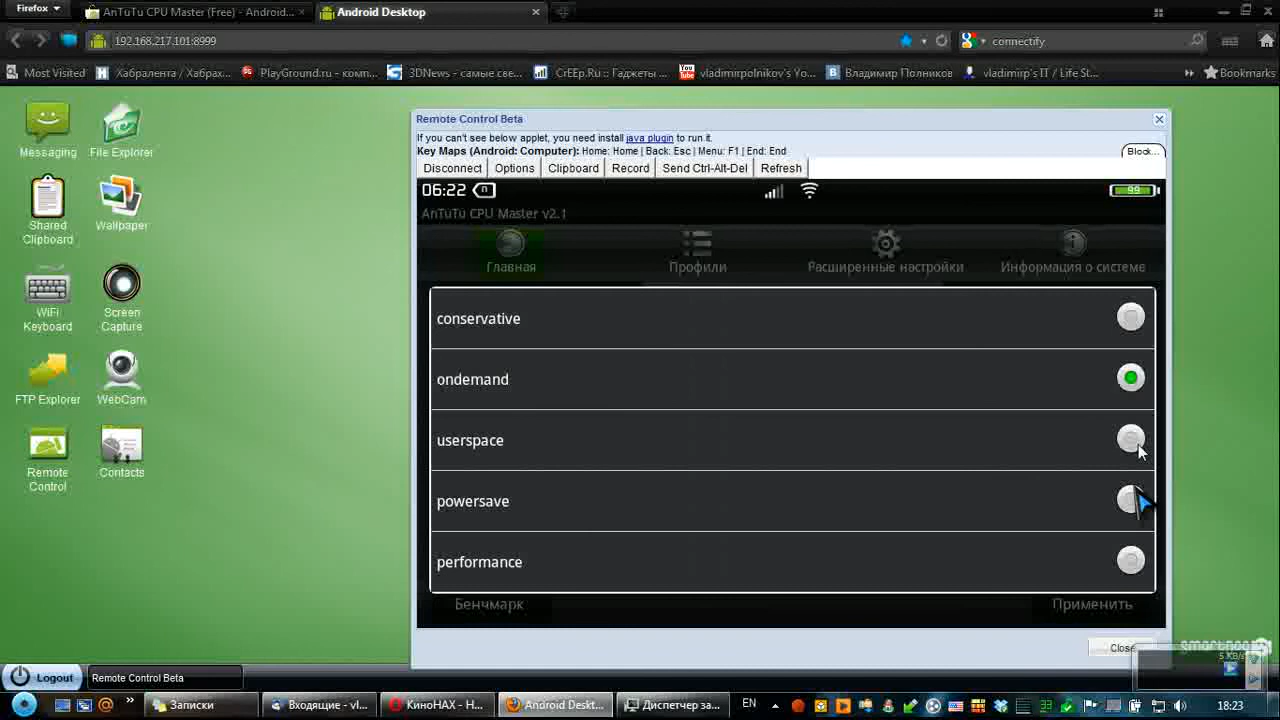 Firefox
AnTuTu CPU Master (Free) - Android...
Android Desktop
192.168.217.101:8999
connectify
Most Visited
Хабралента / Хабрах...
PlayGround.ru - комп...
3DNews - самые све...
CrEEp.Ru :: Гаджеты ...
vladimirpolnikov's Yo...
Владимир Полников
vladimirp's IT / Life St...
Bookmarks
Messaging
File Explorer
Shared Clipboard
Wallpaper
WiFi Keyboard
Screen Capture
FTP Explorer
WebCam
Remote Control
Contacts
Remote Control Beta
If you can't see below applet, you need install java plugin to run it.
Key Maps (Android: Computer): Home: Home | Back: Esc | Menu: F1 | End: End
Block...
Disconnect
Options
Clipboard
Record
Send Ctrl-Alt-Del
Refresh
06:22
99
AnTuTu CPU Master v2.1
Главная
Профили
Расширенные настройки
Информация о системе
conservative
ondemand
userspace
powersave
performance
Бенчмарк
Применить
Close
5 KB/s
Logout
Remote Control Beta
Записки
Входящие - vl...
КиноНАХ - Н...
Android Deskt...
Диспетчер за...
EN
33
18:23